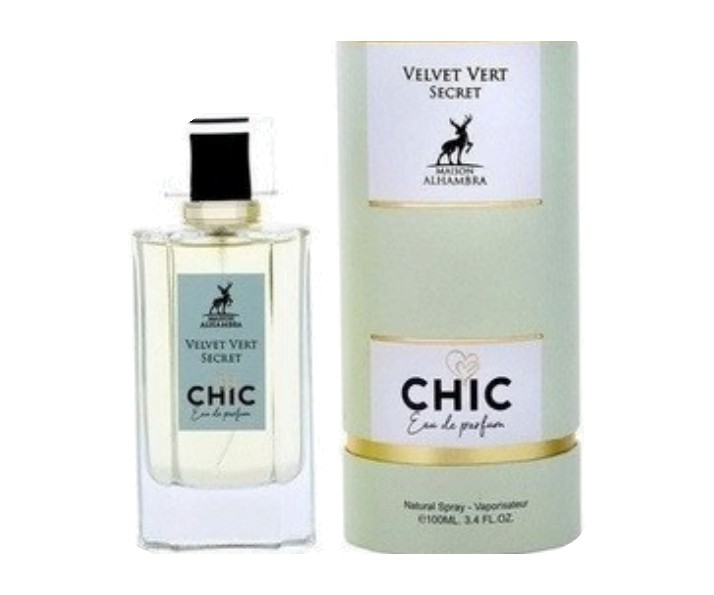 MAISON
ALHAMBRA
VELVET VERT
SECRET
CHIC
Eau de parfum
VELVET VERT
SECRET
MAISON
ALHAMBRA
CHIC
Eau de parfum
Natural Spray - Vaporisateur
℮100ML. 3.4 FL.OZ.